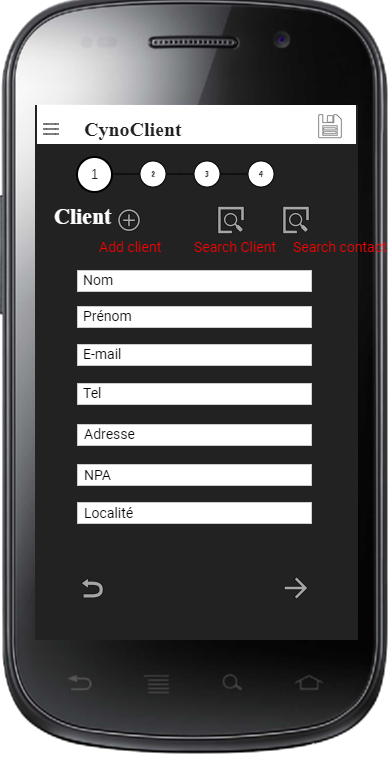 CynoClient
1 2 3 4
Client
Add client Search Client Search contact
Nom
Prénom
E-mail
Tel
Adresse
NPA
Localité